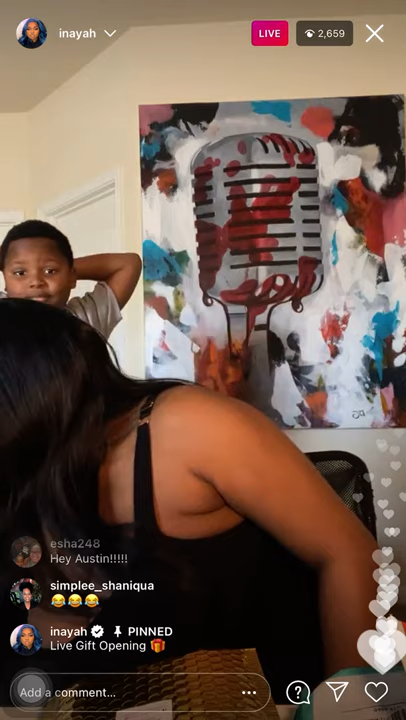 inayah
LIVE
2,659
esha248
Hey Austin!!!!!
simplee_shaniqua
😂😂😂
inayah PINNED
Live Gift Opening 🎁
Add a comment...